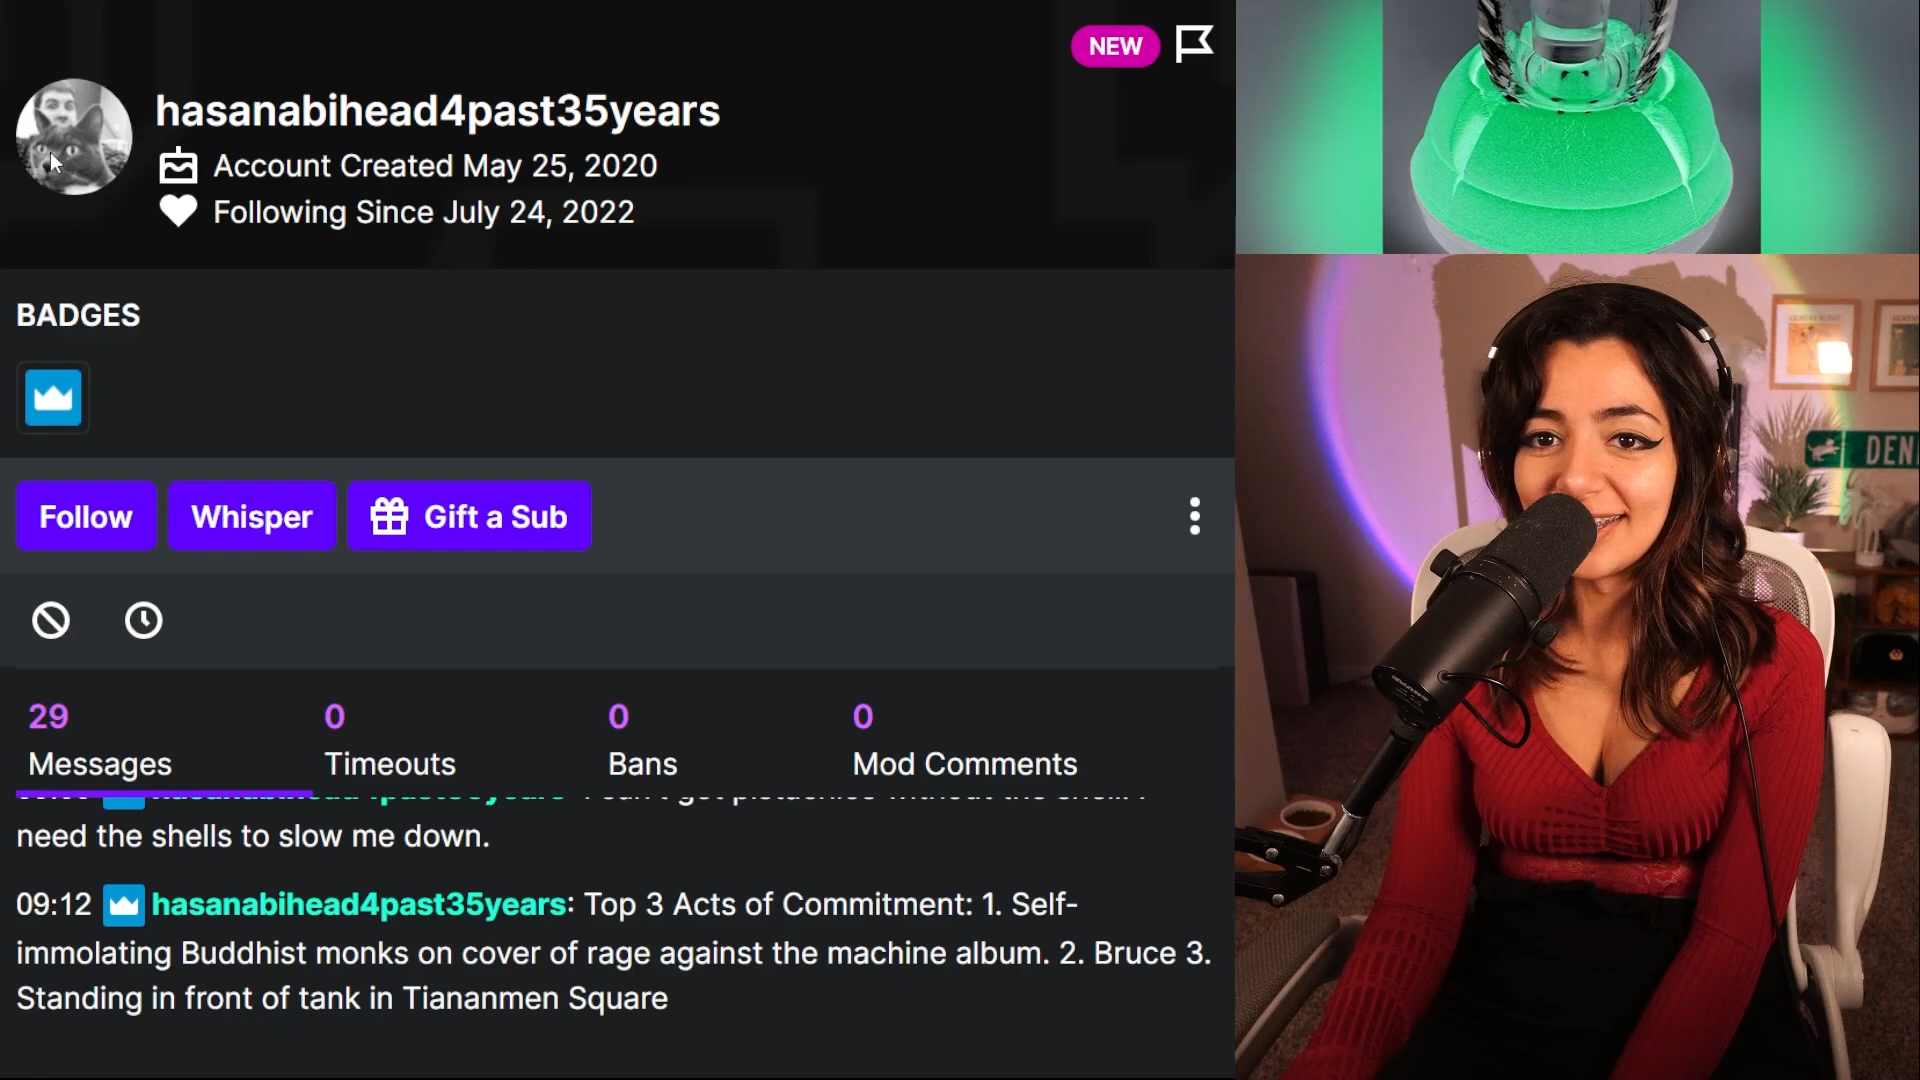 NEW
hasanabihead4past35years
Account Created May 25, 2020
Following Since July 24, 2022
BADGES
Follow
Whisper
Gift a Sub
29
0
0
0
Messages
Timeouts
Bans
Mod Comments
need the shells to slow me down.
09:12 hasanabihead4past35years: Top 3 Acts of Commitment: 1. Self-
immolating Buddhist monks on cover of rage against the machine album. 2. Bruce 3.
Standing in front of tank in Tiananmen Square
DEN